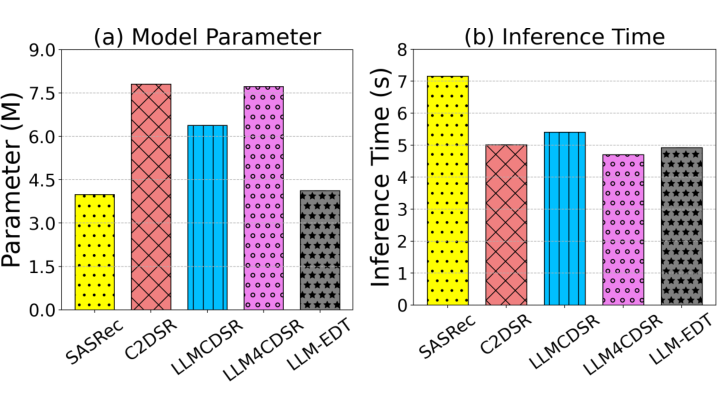 (a) Model Parameter
Parameter (M)
9.0
7.5
6.0
4.5
3.0
1.5
0.0
SASRec
C2DSR
LLMCDSR
LLM4CDSR
LLM-EDT
(b) Inference Time
Inference Time (s)
8
7
6
5
4
3
2
1
0
SASRec
C2DSR
LLMCDSR
LLM4CDSR
LLM-EDT